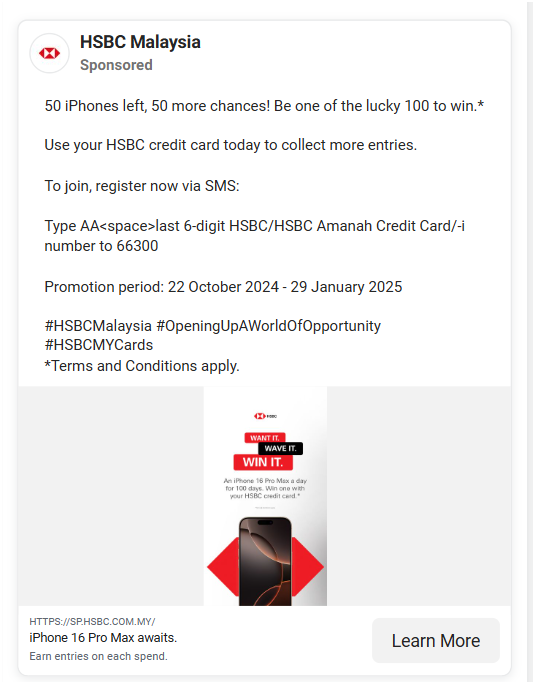 HSBC Malaysia
Sponsored
50 iPhones left, 50 more chances! Be one of the lucky 100 to win.*
Use your HSBC credit card today to collect more entries.
To join, register now via SMS:
Type AA<space>last 6-digit HSBC/HSBC Amanah Credit Card/-i
number to 66300
Promotion period: 22 October 2024 - 29 January 2025
#HSBCMalaysia #OpeningUpAWorldOfOpportunity
#HSBCMYCards
*Terms and Conditions apply.
HSBC
WANT IT.
WAVE IT.
WIN IT.
An iPhone 16 Pro Max a day
for 100 days. Win one with
your HSBC credit card.*
HTTPS://SP.HSBC.COM.MY/
iPhone 16 Pro Max awaits.
Earn entries on each spend.
Learn More